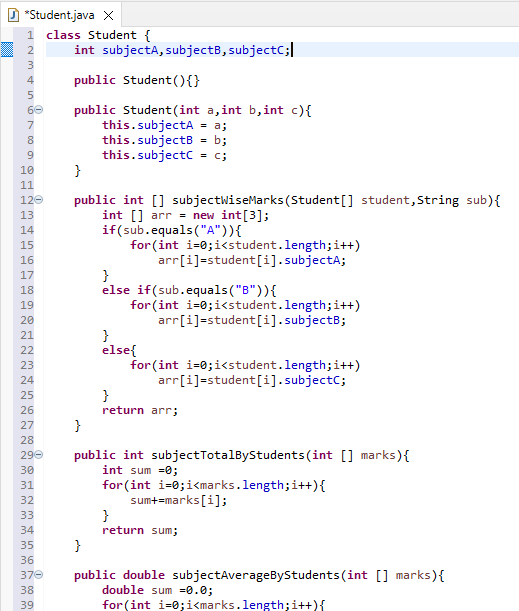 *Student.java
1 class Student {
2     int subjectA,subjectB,subjectC;
3
4     public Student(){}
5
6     public Student(int a,int b,int c){
7         this.subjectA = a;
8         this.subjectB = b;
9         this.subjectC = c;
10     }
11
12     public int [] subjectWiseMarks(Student[] student,String sub){
13         int [] arr = new int[3];
14         if(sub.equals("A")){
15             for(int i=0;i<student.length;i++)
16                 arr[i]=student[i].subjectA;
17         }
18         else if(sub.equals("B")){
19             for(int i=0;i<student.length;i++)
20                 arr[i]=student[i].subjectB;
21         }
22         else{
23             for(int i=0;i<student.length;i++)
24                 arr[i]=student[i].subjectC;
25         }
26         return arr;
27     }
28
29     public int subjectTotalByStudents(int [] marks){
30         int sum =0;
31         for(int i=0;i<marks.length;i++){
32             sum+=marks[i];
33         }
34         return sum;
35     }
36
37     public double subjectAverageByStudents(int [] marks){
38         double sum =0.0;
39         for(int i=0;i<marks.length;i++){